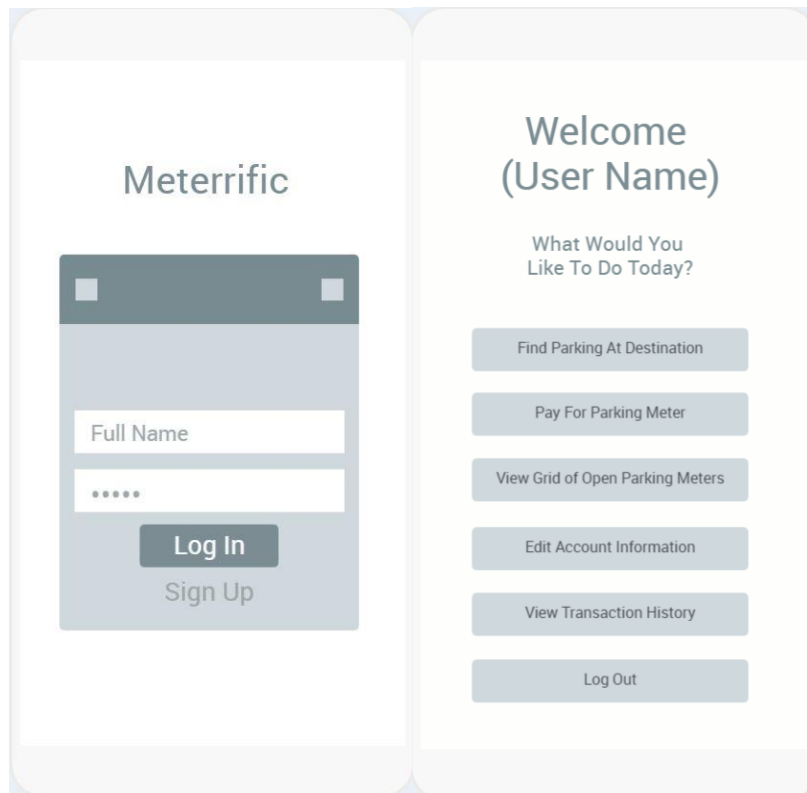 Meterrific
Full Name
•••••
Log In
Sign Up
Welcome
(User Name)
What Would You
Like To Do Today?
Find Parking At Destination
Pay For Parking Meter
View Grid of Open Parking Meters
Edit Account Information
View Transaction History
Log Out